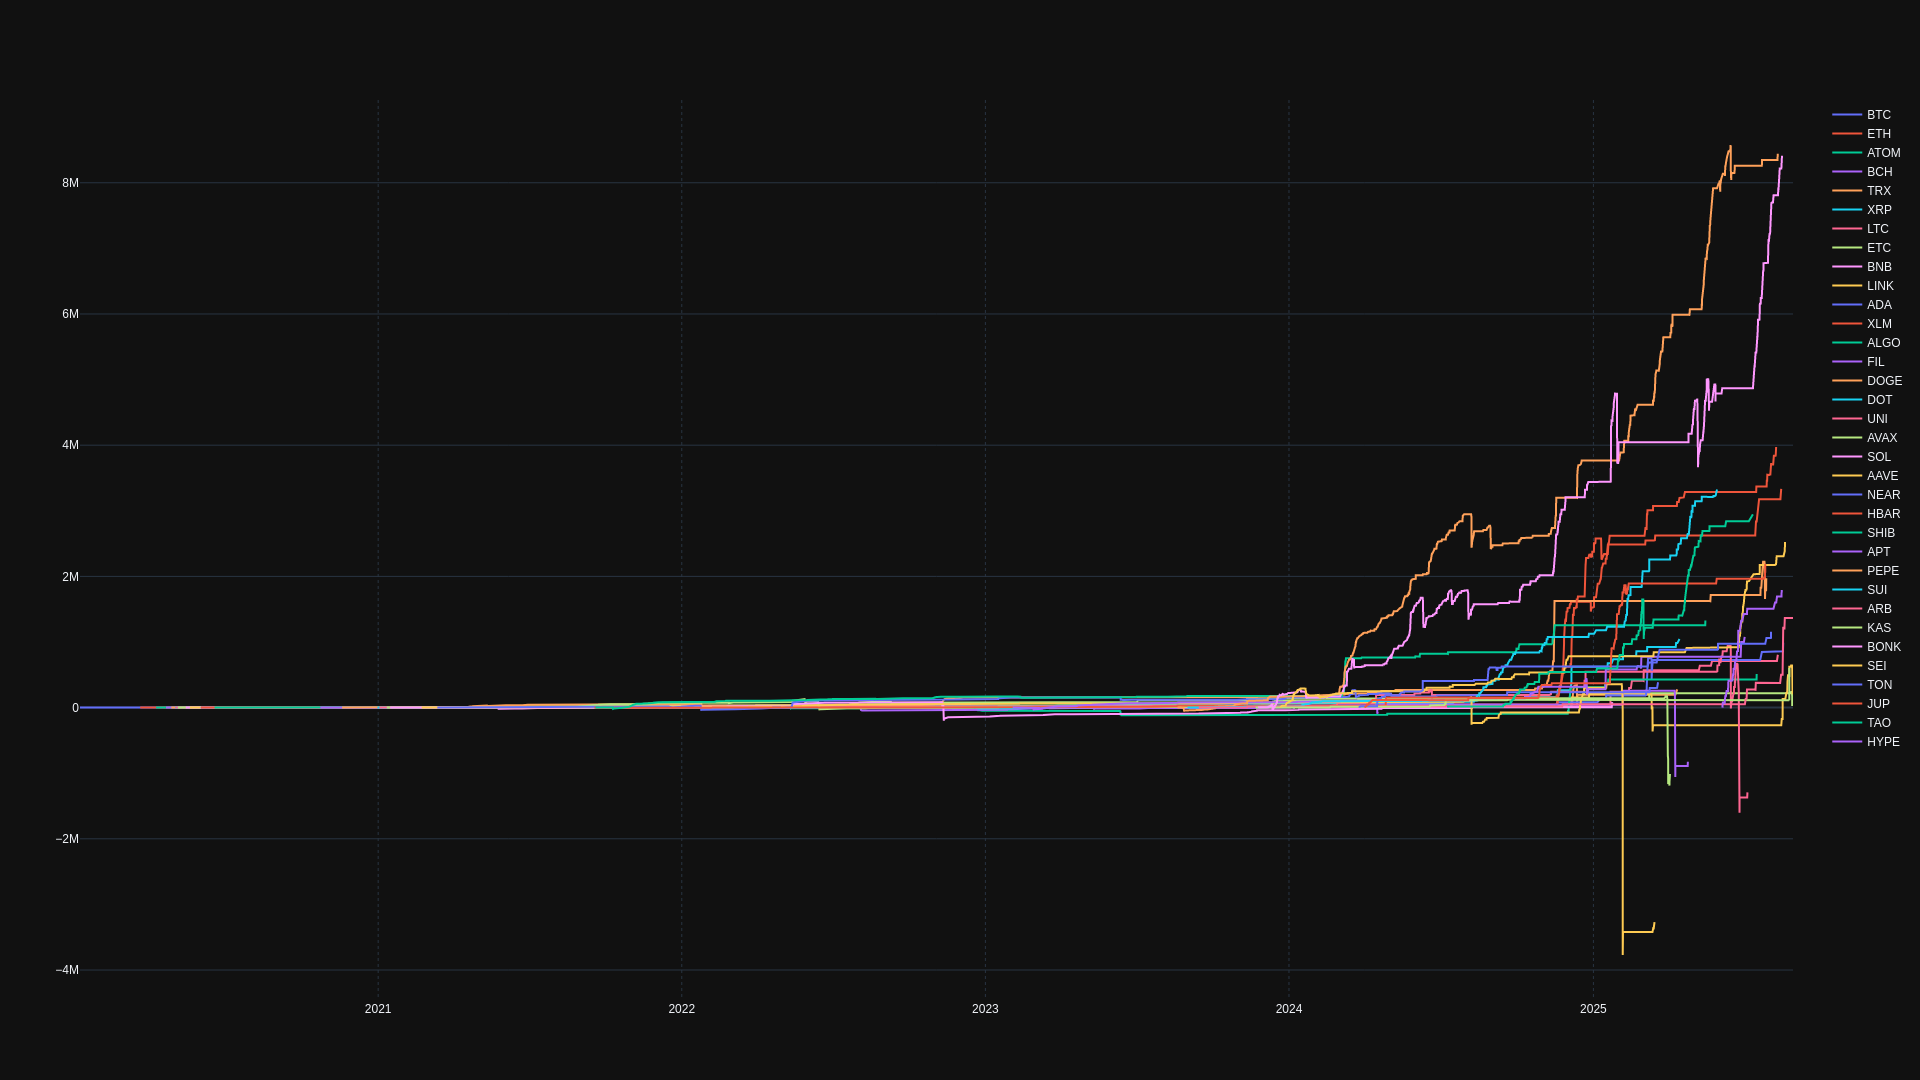 8M
6M
4M
2M
0
−2M
−4M
2021
2022
2023
2024
2025
BTC
ETH
ATOM
BCH
TRX
XRP
LTC
ETC
BNB
LINK
ADA
XLM
ALGO
FIL
DOGE
DOT
UNI
AVAX
SOL
AAVE
NEAR
HBAR
SHIB
APT
PEPE
SUI
ARB
KAS
BONK
SEI
TON
JUP
TAO
HYPE